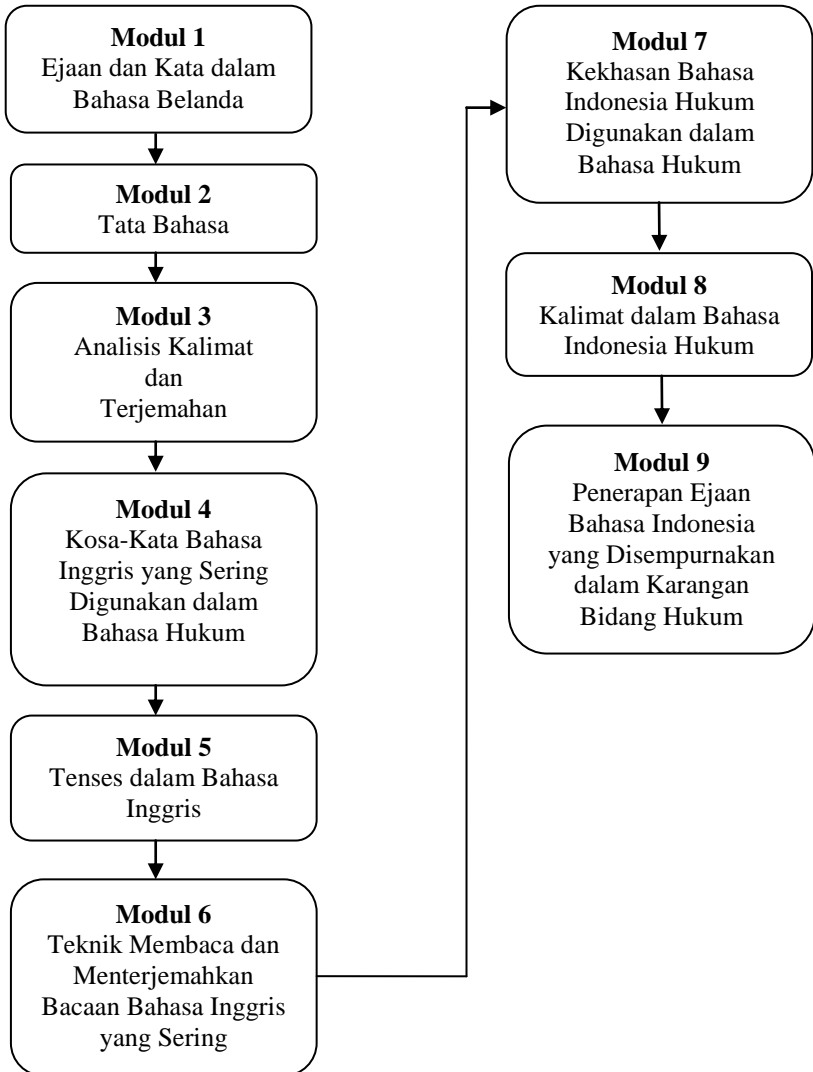 Modul 1
Ejaan dan Kata dalam
Bahasa Belanda
Modul 2
Tata Bahasa
Modul 3
Analisis Kalimat
dan
Terjemahan
Modul 4
Kosa-Kata Bahasa
Inggris yang Sering
Digunakan dalam
Bahasa Hukum
Modul 5
Tenses dalam Bahasa
Inggris
Modul 6
Teknik Membaca dan
Menterjemahkan
Bacaan Bahasa Inggris
yang Sering
Modul 7
Kekhasan Bahasa
Indonesia Hukum
Digunakan dalam
Bahasa Hukum
Modul 8
Kalimat dalam Bahasa
Indonesia Hukum
Modul 9
Penerapan Ejaan
Bahasa Indonesia
yang Disempurnakan
dalam Karangan
Bidang Hukum